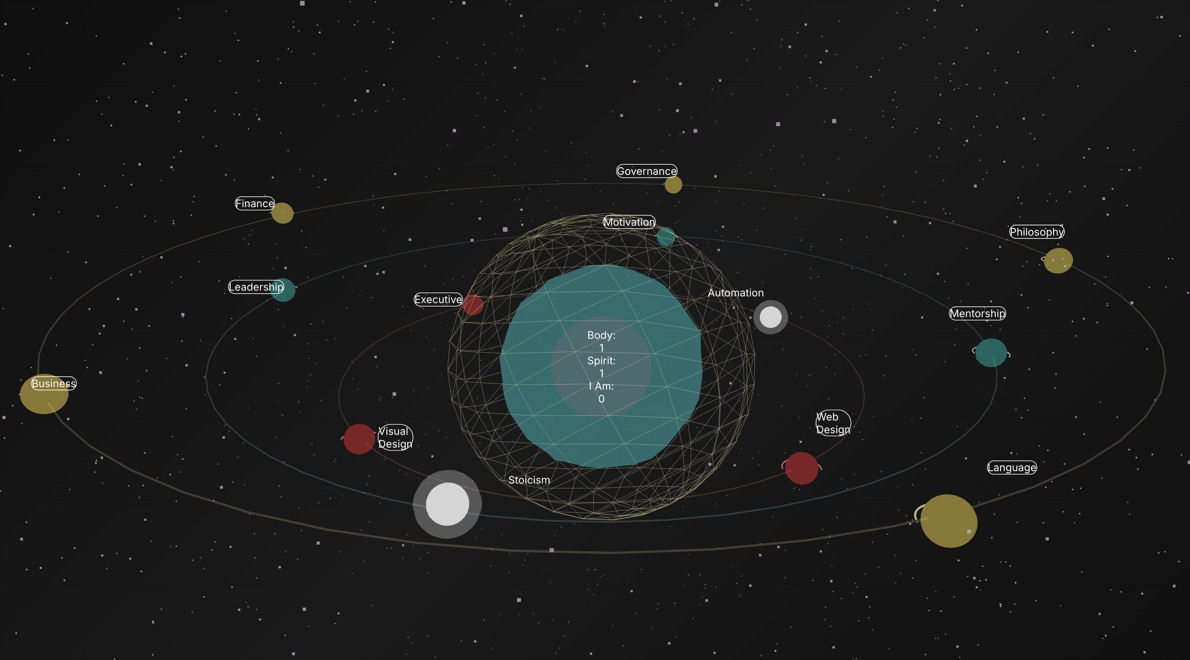 Governance
Finance
Motivation
Philosophy
Leadership
Automation
Executive
Mentorship
Body:
1
Spirit:
1
I Am:
0
Business
Web
Design
Visual
Design
Language
Stoicism